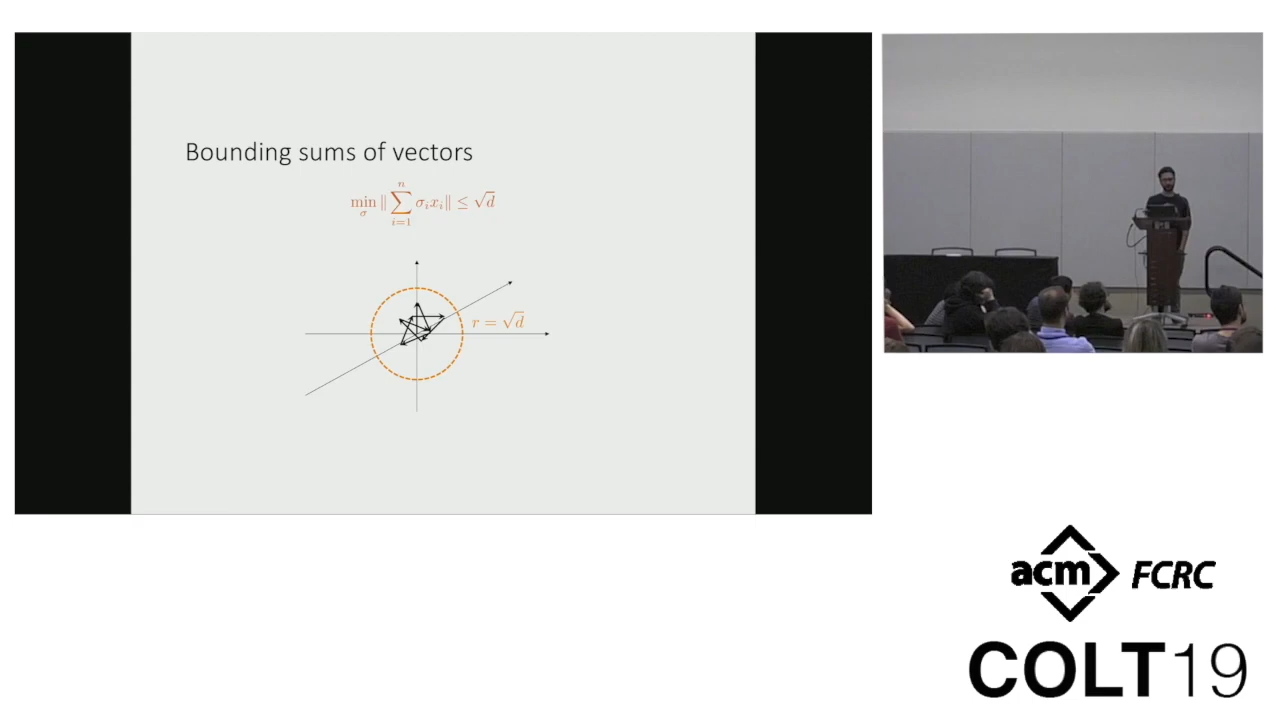 Bounding sums of vectors
min_σ ‖∑_{i=1}^{n} σ_i x_i‖ ≤ √d
r = √d
acm FCRC
COLT19